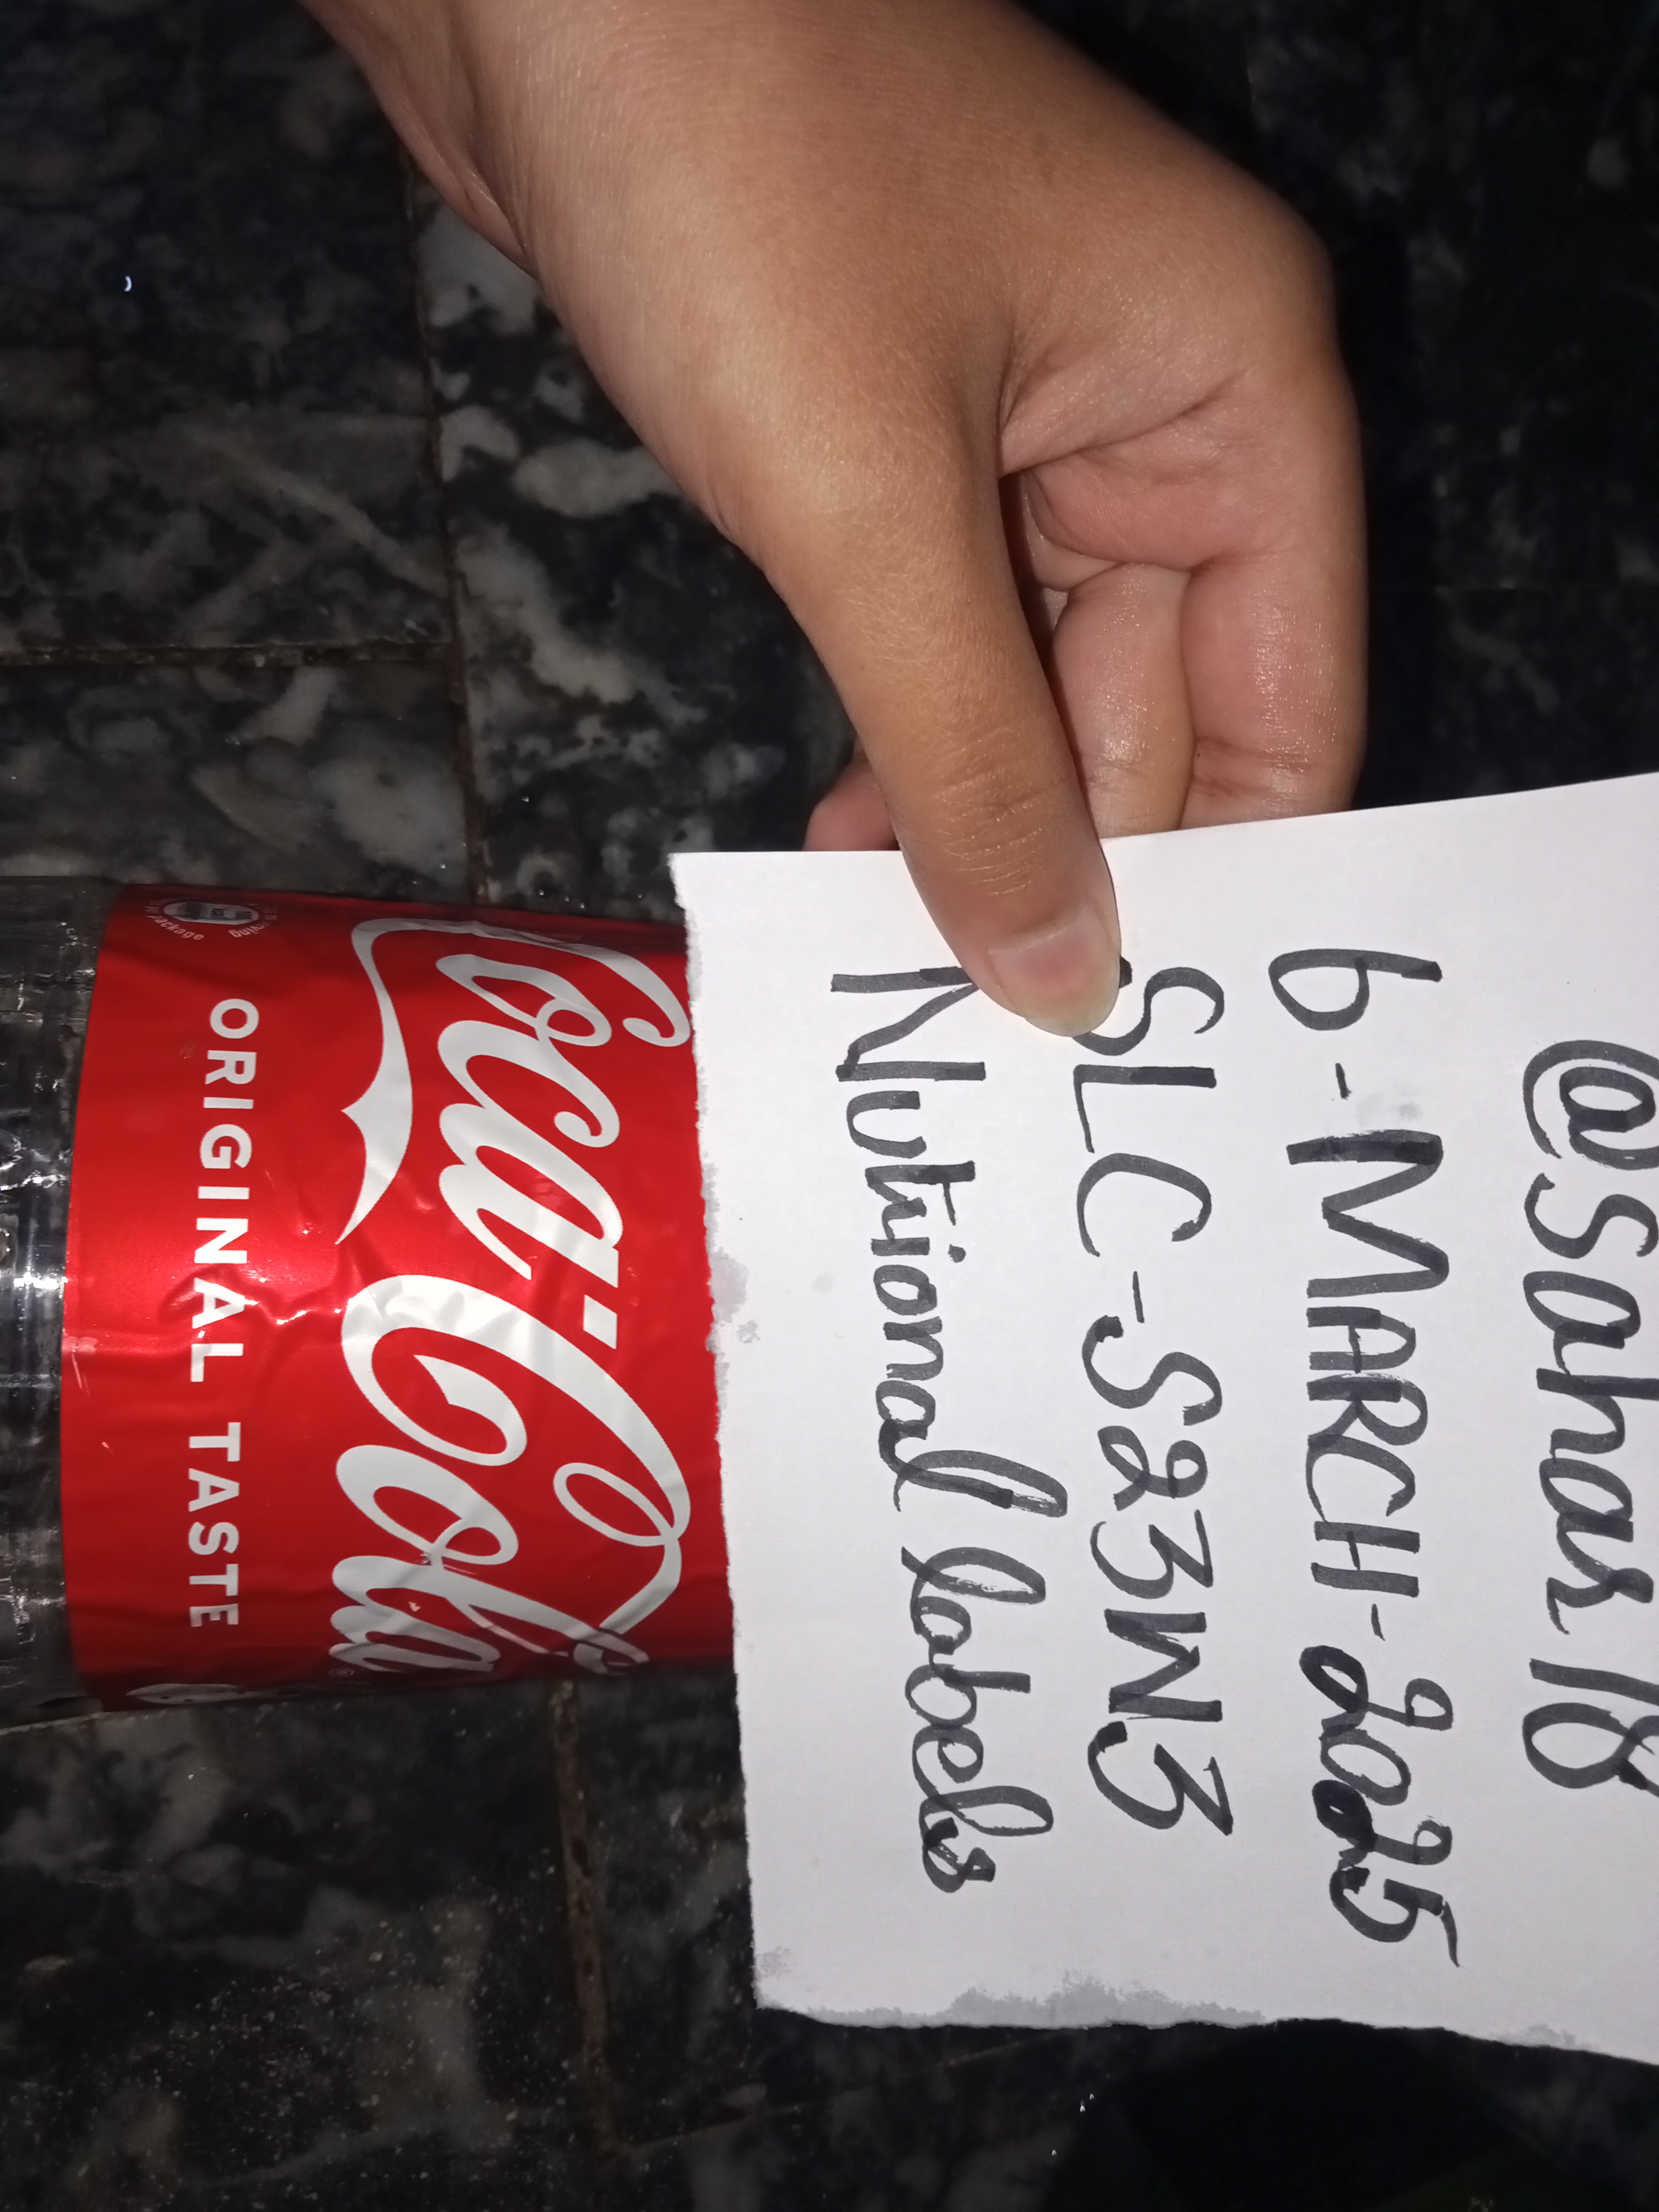 @Sahar18
6-MARCH-2025
SLC-S23W3
Nutional labels
Coca-Cola
ORIGINAL TASTE